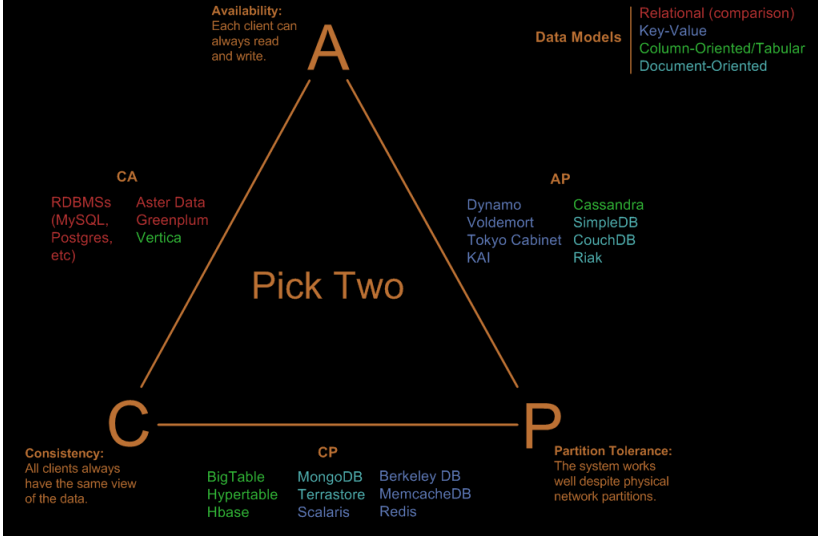 Availability:
Each client can
always read
and write.
A
Data Models
Relational (comparison)
Key-Value
Column-Oriented/Tabular
Document-Oriented
CA
RDBMSs
(MySQL,
Postgres,
etc)
Aster Data
Greenplum
Vertica
AP
Dynamo
Voldemort
Tokyo Cabinet
KAI
Cassandra
SimpleDB
CouchDB
Riak
Pick Two
C
Consistency:
All clients always
have the same view
of the data.
P
Partition Tolerance:
The system works
well despite physical
network partitions.
CP
BigTable
Hypertable
Hbase
MongoDB
Terrastore
Scalaris
Berkeley DB
MemcacheDB
Redis